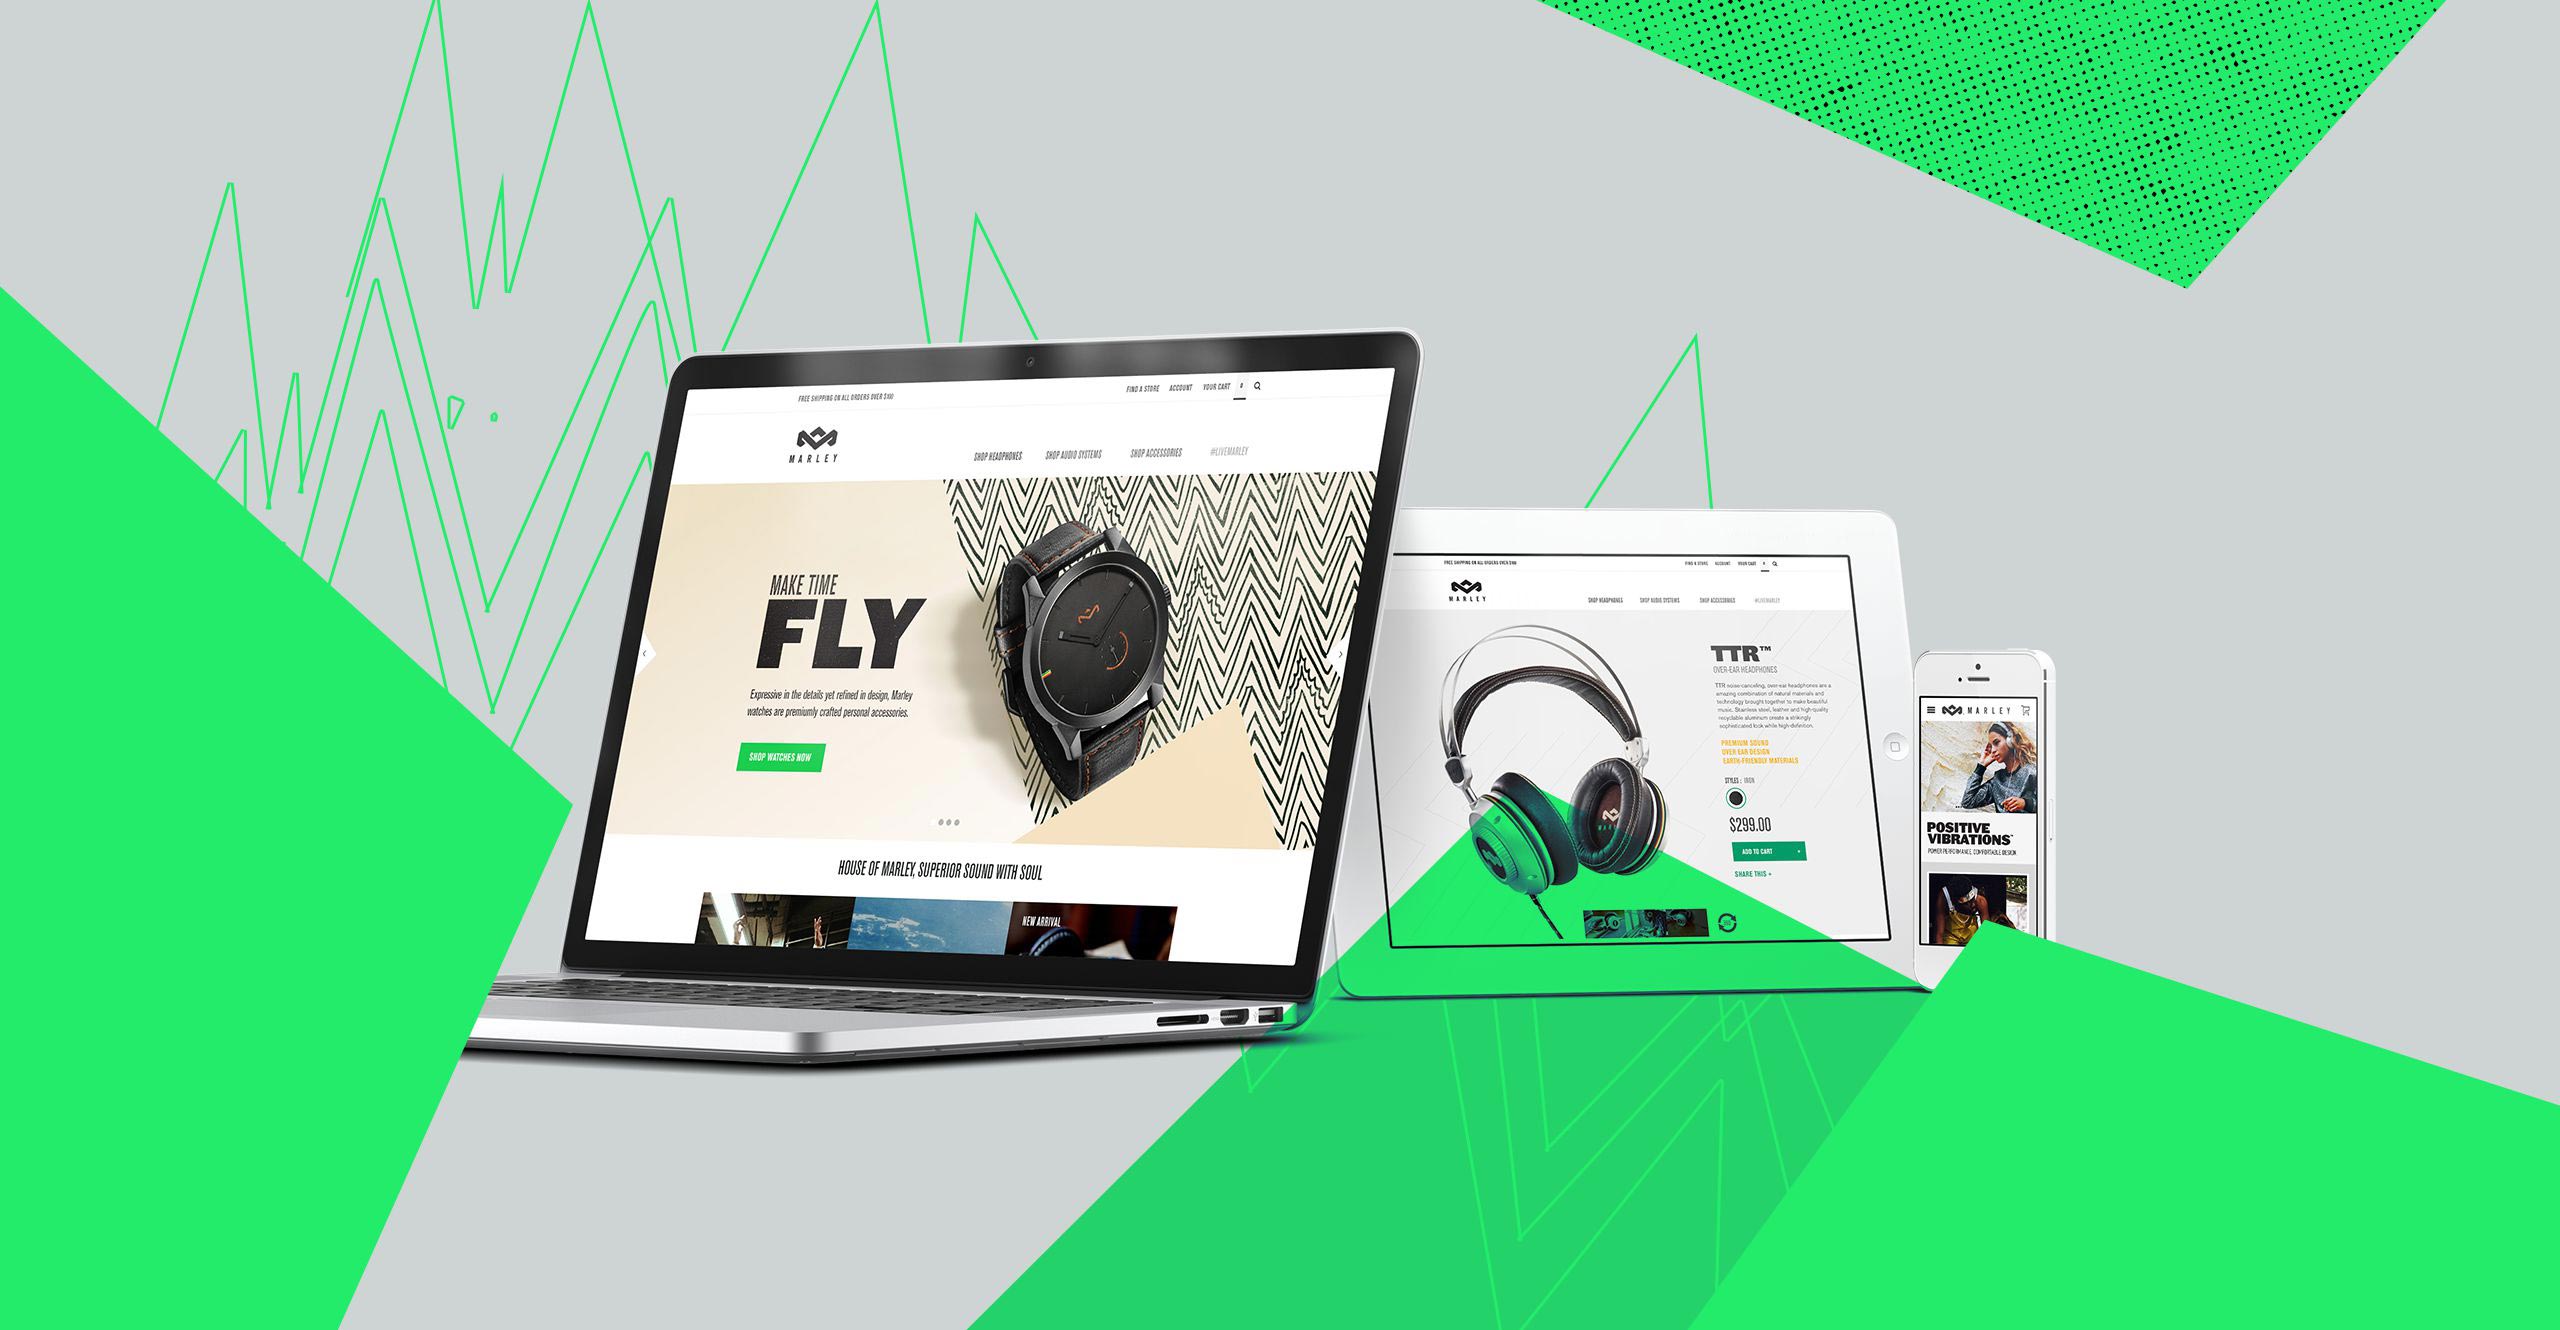 FREE SHIPPING ON ALL ORDERS OVER $100
FIND A STORE ACCOUNT YOUR CART 0
MARLEY
SHOP HEADPHONES SHOP AUDIO SYSTEMS SHOP ACCESSORIES #LIVEMARLEY
MAKE TIME
FLY
Expressive in the details yet refined in design, Marley
watches are premiumly crafted personal accessories.
SHOP WATCHES NOW
HOUSE OF MARLEY, SUPERIOR SOUND WITH SOUL
NEW ARRIVAL
FREE SHIPPING ON ALL ORDERS OVER $100
FIND A STORE ACCOUNT YOUR CART
MARLEY
SHOP HEADPHONES SHOP AUDIO SYSTEMS SHOP ACCESSORIES #LIVEMARLEY
TTR™
OVER-EAR HEADPHONES
TTR noise-canceling, over-ear headphones are a
amazing combination of natural materials and
technology brought together to make beautiful
music. Stainless steel, leather and high-quality
recyclable aluminum create a strikingly
sophisticated look while high-definition.
PREMIUM SOUND
OVER EAR DESIGN
EARTH-FRIENDLY MATERIALS
STYLES : IRON
$299.00
ADD TO CART +
SHARE THIS +
MARLEY
POSITIVE
VIBRATIONS™
POWER PERFORMANCE, COMFORTABLE DESIGN